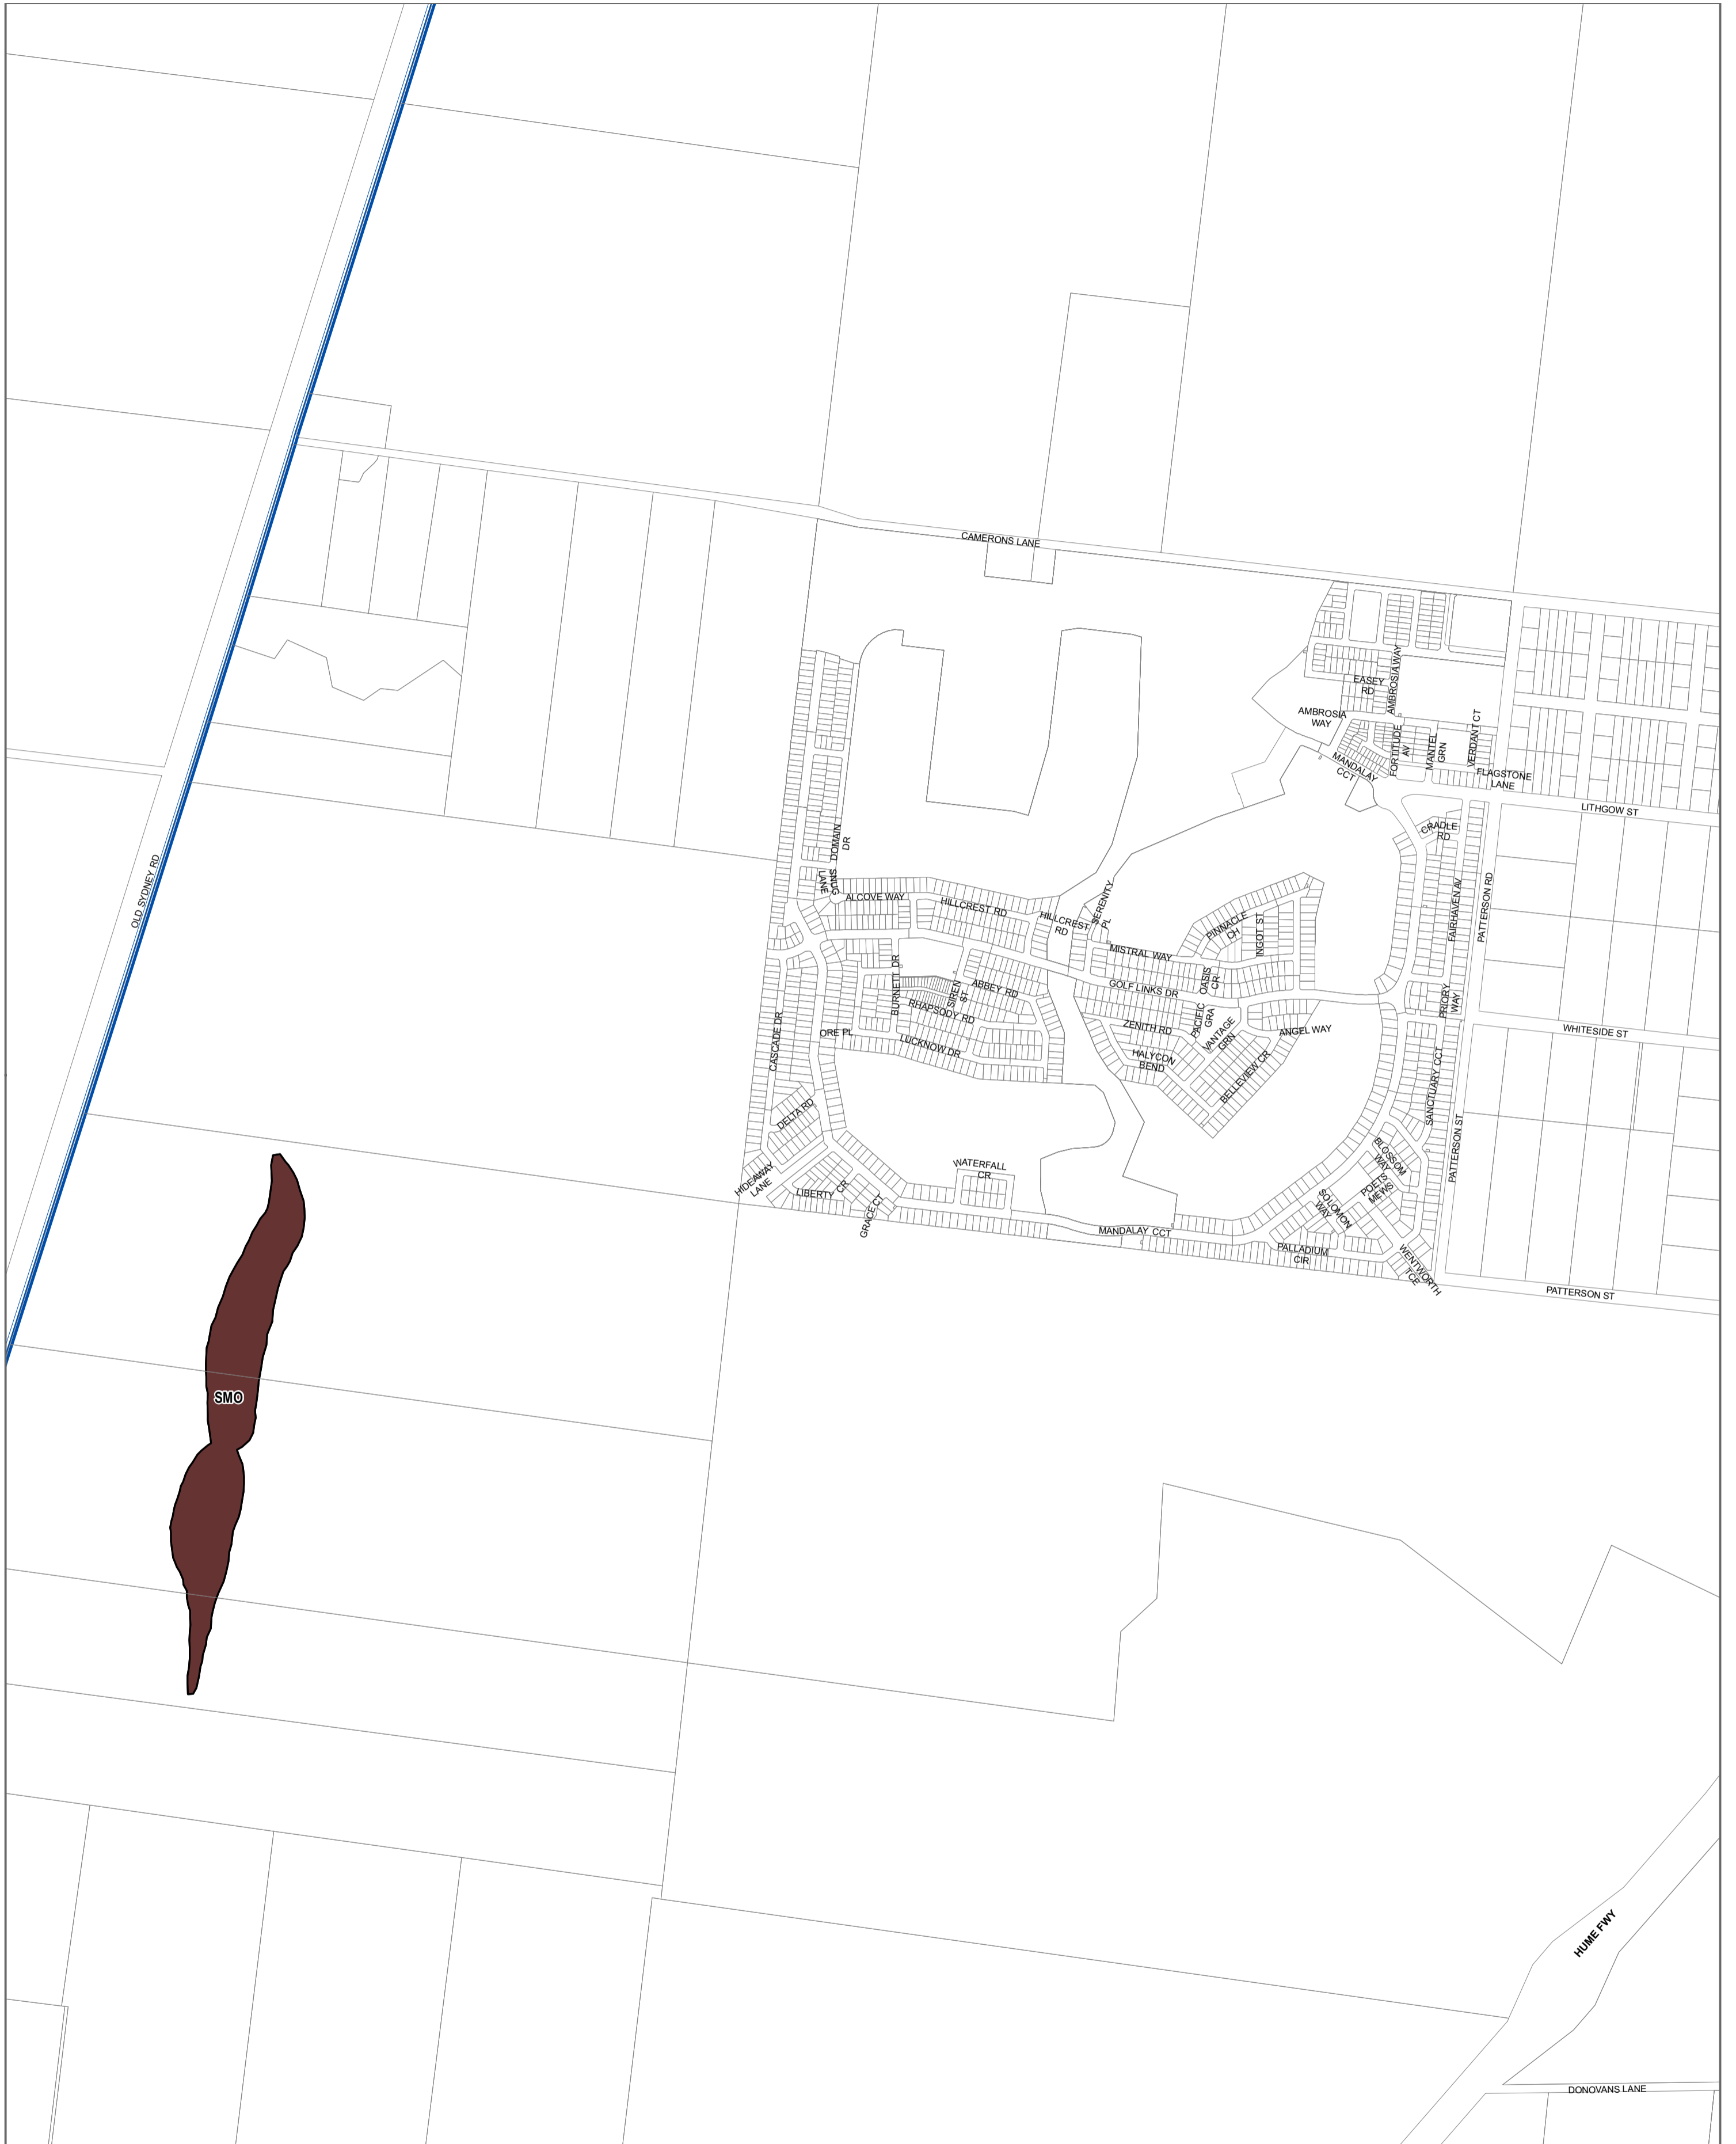 CAMERONS LANE
EASEY
RD
AMBROSIA WAY
AMBROSIA
WAY
FORTITUDE
AV
MANTEL
GRN
VERDANT CT
MANDALAY
CCT
FLAGSTONE
LANE
LITHGOW ST
CRADLE
RD
DOMAIN
DR
SNUG
LANE
OLD SYDNEY RD
ALCOVE WAY
HILLCREST RD
HILLCREST
RD
SERENITY
PL
PINNACLE
CH
INGOT ST
FAIRHAVEN AV
PATTERSON RD
MISTRAL WAY
BURNETT DR
SIREN
ST
ABBEY RD
GOLF LINKS DR
OASIS
CR
RHAPSODY RD
PACIFIC
GRA
PRIORY
WAY
ZENITH RD
VANTAGE
GRN
ANGEL WAY
WHITESIDE ST
CASCADE DR
ORE PL
LUCKNOW DR
HALYCON
BEND
BELLEVIEW CR
SANCTUARY CCT
DELTA RD
PATTERSON ST
BLOSSOM
WAY
WATERFALL
CR
HIDEAWAY
LANE
LIBERTY CR
GRACE CT
POETS
MEWS
SOLOMON
WAY
MANDALAY CCT
PALLADIUM
CIR
WENTWORTH
TCE
PATTERSON ST
SMO
HUME FWY
DONOVANS LANE